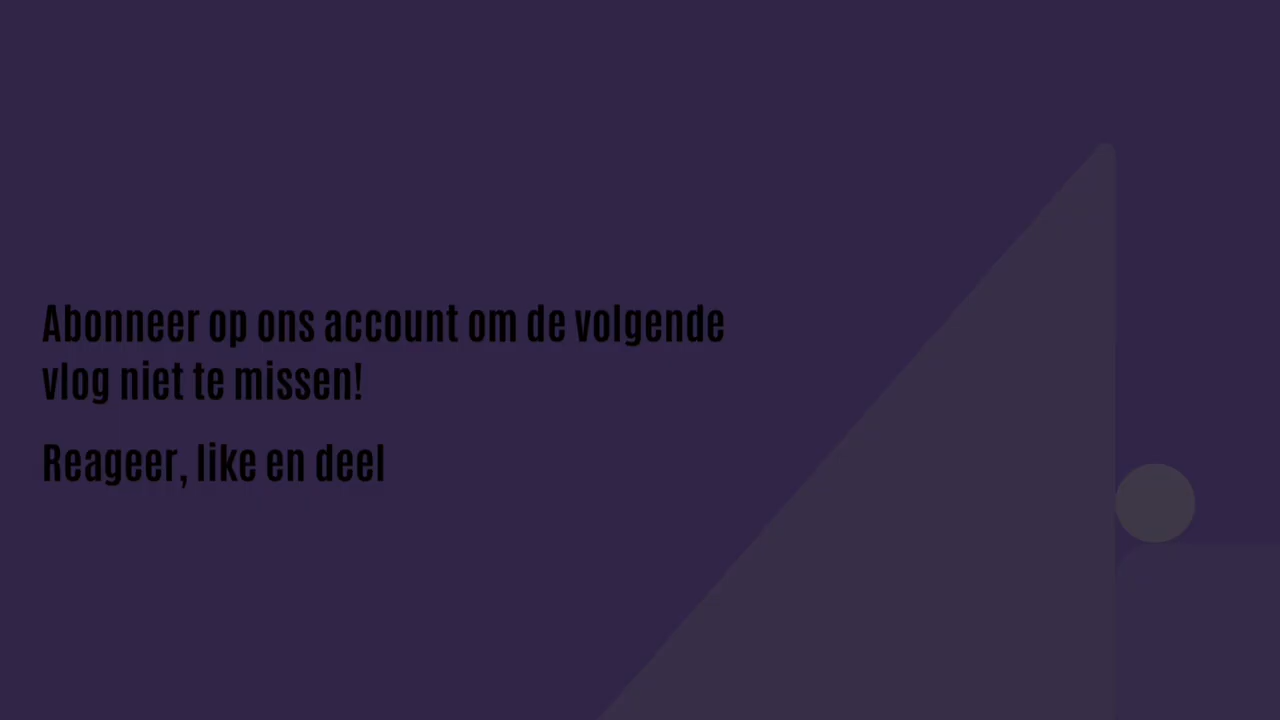 Abonneer op ons account om de volgende
vlog niet te missen!
Reageer, like en deel